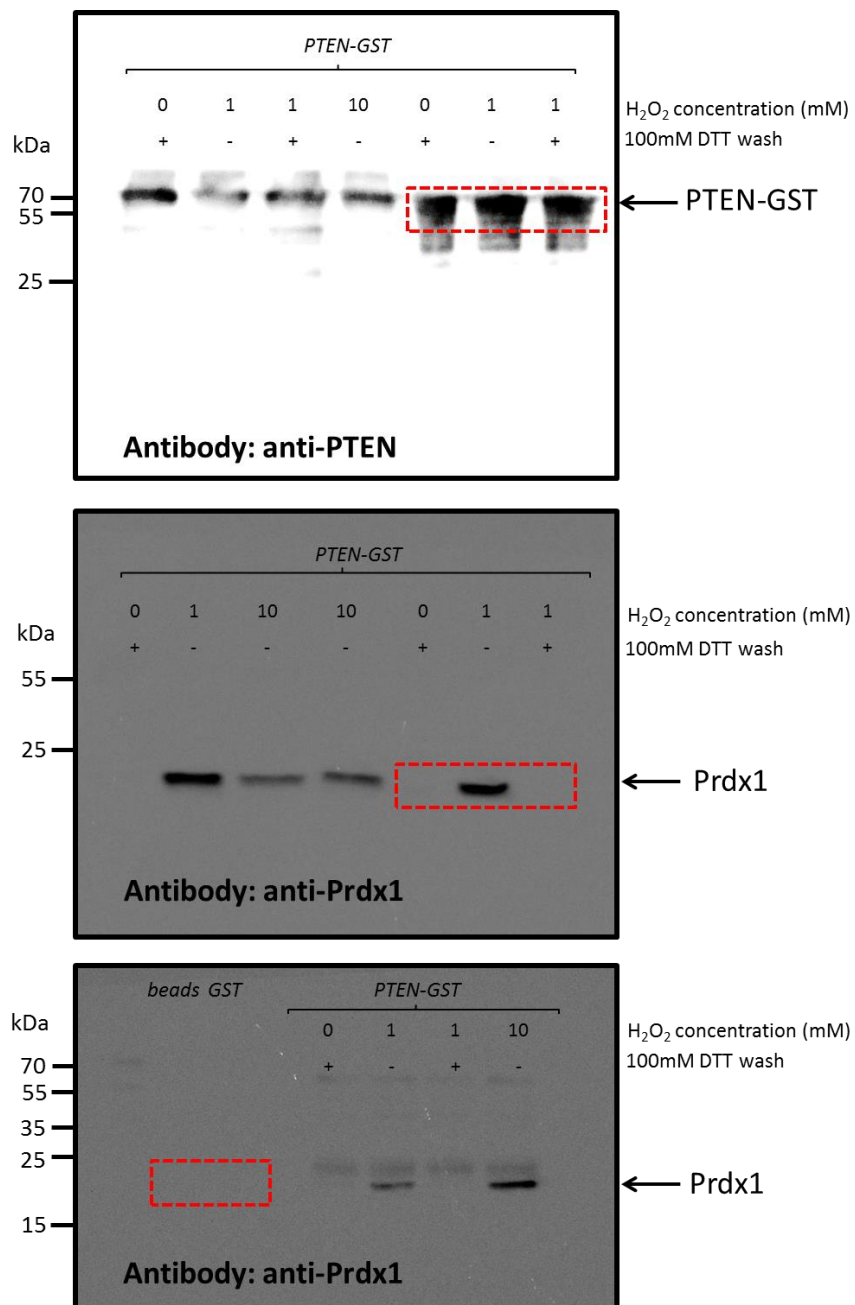 PTEN-GST
0 1 1 10 0 1 1 H₂O₂ concentration (mM)
kDa + - + - + - + 100mM DTT wash
70
55 PTEN-GST
25
Antibody: anti-PTEN
PTEN-GST
0 1 10 10 0 1 1 H₂O₂ concentration (mM)
kDa + - - - + - + 100mM DTT wash
55
25
Prdx1
Antibody: anti-Prdx1
beads GST PTEN-GST
kDa 0 1 1 10 H₂O₂ concentration (mM)
70 + - + - 100mM DTT wash
55
35
25
Prdx1
15
Antibody: anti-Prdx1